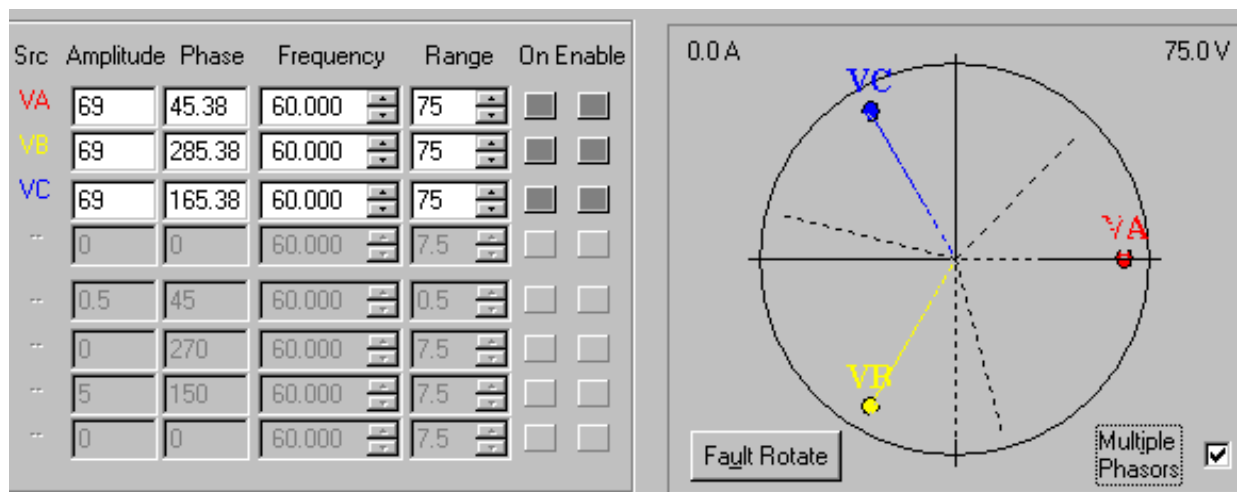 Src Amplitude Phase Frequency Range On Enable
VA 69 45.38 60.000 75
VB 69 285.38 60.000 75
VC 69 165.38 60.000 75
-- 0 0 60.000 7.5
-- 0.5 45 60.000 0.5
-- 0 270 60.000 7.5
-- 5 150 60.000 7.5
-- 0 0 60.000 7.5
0.0 A 75.0 V
VC
VA
VB
Fault Rotate
Multiple
Phasors